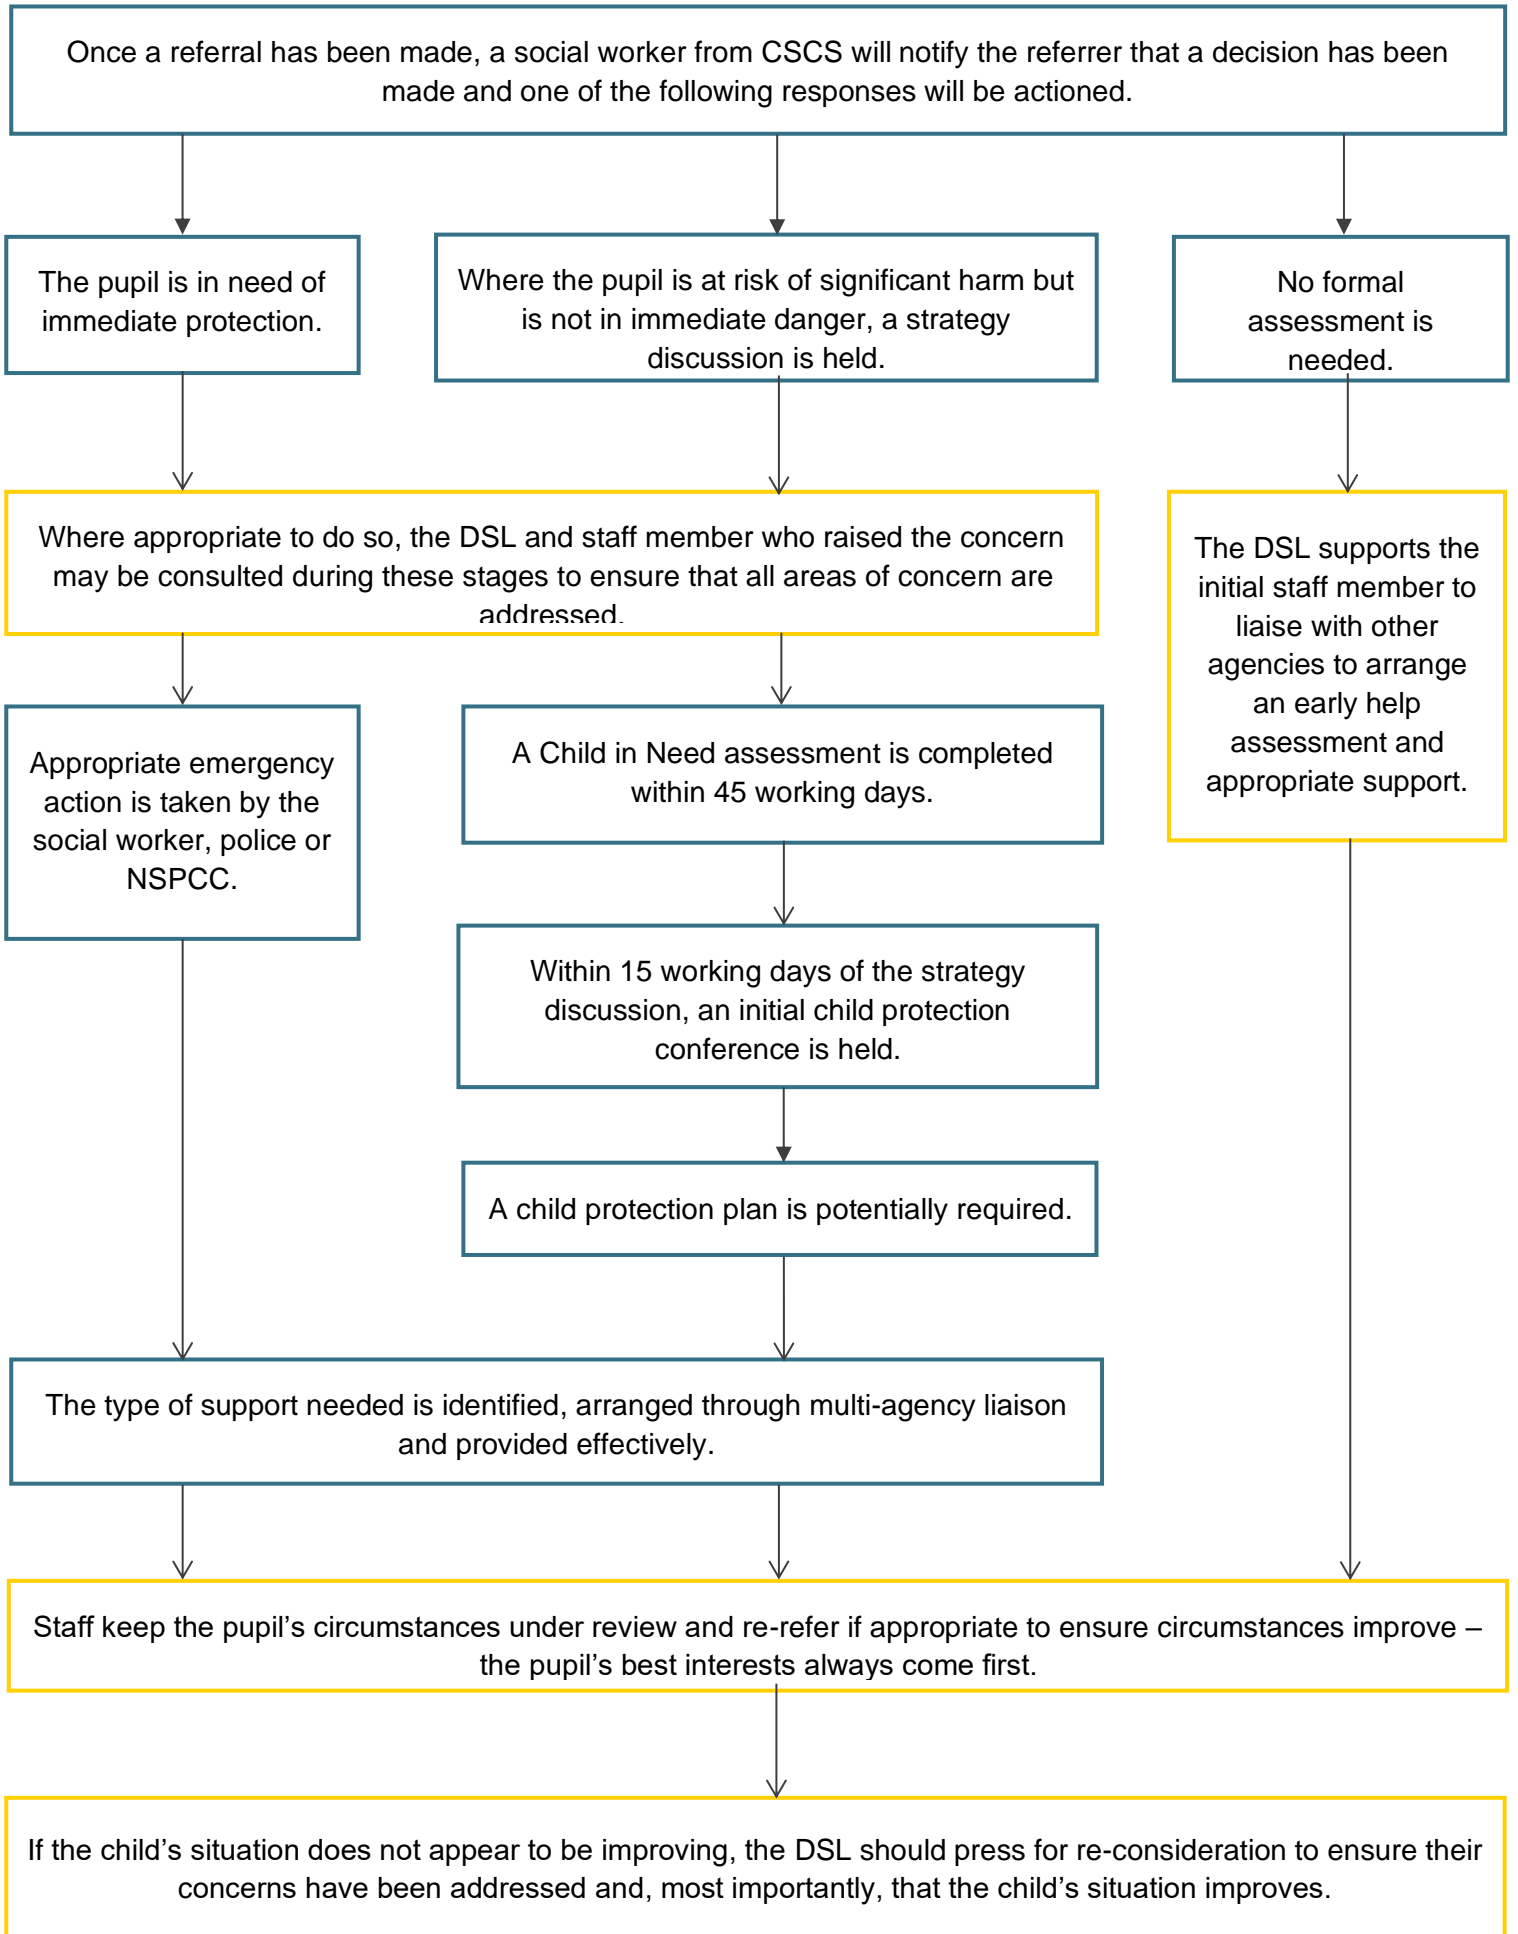 Once a referral has been made, a social worker from CSCS will notify the referrer that a decision has been
made and one of the following responses will be actioned.
The pupil is in need of
immediate protection.
Where the pupil is at risk of significant harm but
is not in immediate danger, a strategy
discussion is held.
No formal
assessment is
needed.
Where appropriate to do so, the DSL and staff member who raised the concern
may be consulted during these stages to ensure that all areas of concern are
addressed.
The DSL supports the
initial staff member to
liaise with other
agencies to arrange
an early help
assessment and
appropriate support.
Appropriate emergency
action is taken by the
social worker, police or
NSPCC.
A Child in Need assessment is completed
within 45 working days.
Within 15 working days of the strategy
discussion, an initial child protection
conference is held.
A child protection plan is potentially required.
The type of support needed is identified, arranged through multi-agency liaison
and provided effectively.
Staff keep the pupil’s circumstances under review and re-refer if appropriate to ensure circumstances improve –
the pupil’s best interests always come first.
If the child’s situation does not appear to be improving, the DSL should press for re-consideration to ensure their
concerns have been addressed and, most importantly, that the child’s situation improves.